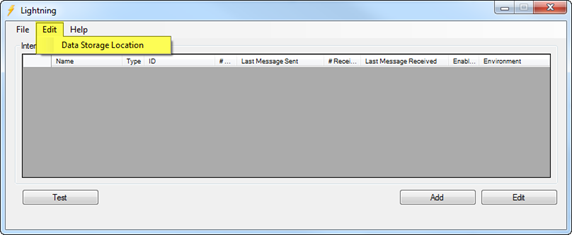 Lightning
File Edit Help
Data Storage Location
Inter
Name Type ID # ... Last Message Sent # Recei... Last Message Received Enabl... Environment
Test Add Edit